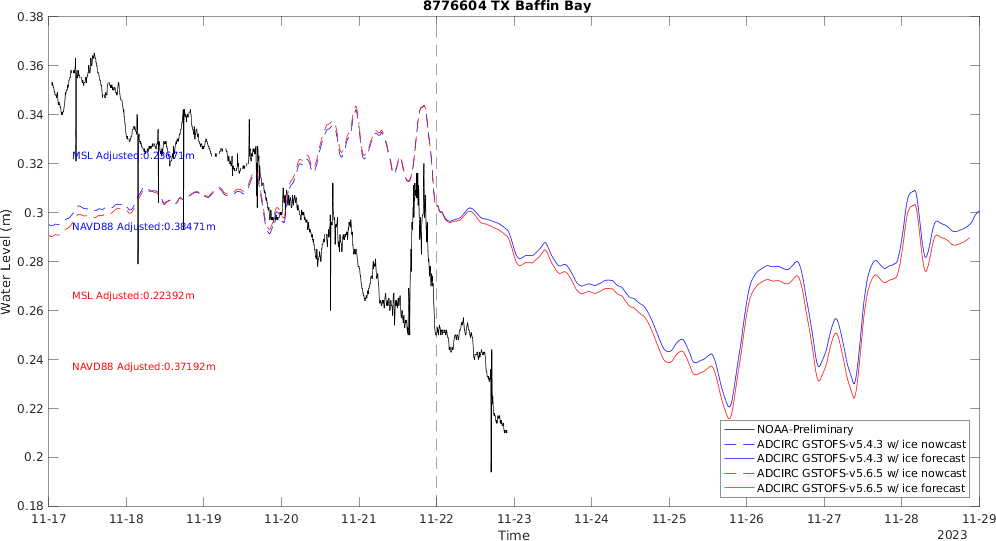 8776604 TX Baffin Bay
0.38
0.36
0.34
0.32
0.3
0.28
0.26
0.24
0.22
0.2
0.18
Water Level (m)
MSL Adjusted:0.23671m
NAVD88 Adjusted:0.38471m
MSL Adjusted:0.22392m
NAVD88 Adjusted:0.37192m
NOAA-Preliminary
ADCIRC GSTOFS-v5.4.3 w/ ice nowcast
ADCIRC GSTOFS-v5.4.3 w/ ice forecast
ADCIRC GSTOFS-v5.6.5 w/ ice nowcast
ADCIRC GSTOFS-v5.6.5 w/ ice forecast
11-17 11-18 11-19 11-20 11-21 11-22 11-23 11-24 11-25 11-26 11-27 11-28 11-29
Time
2023